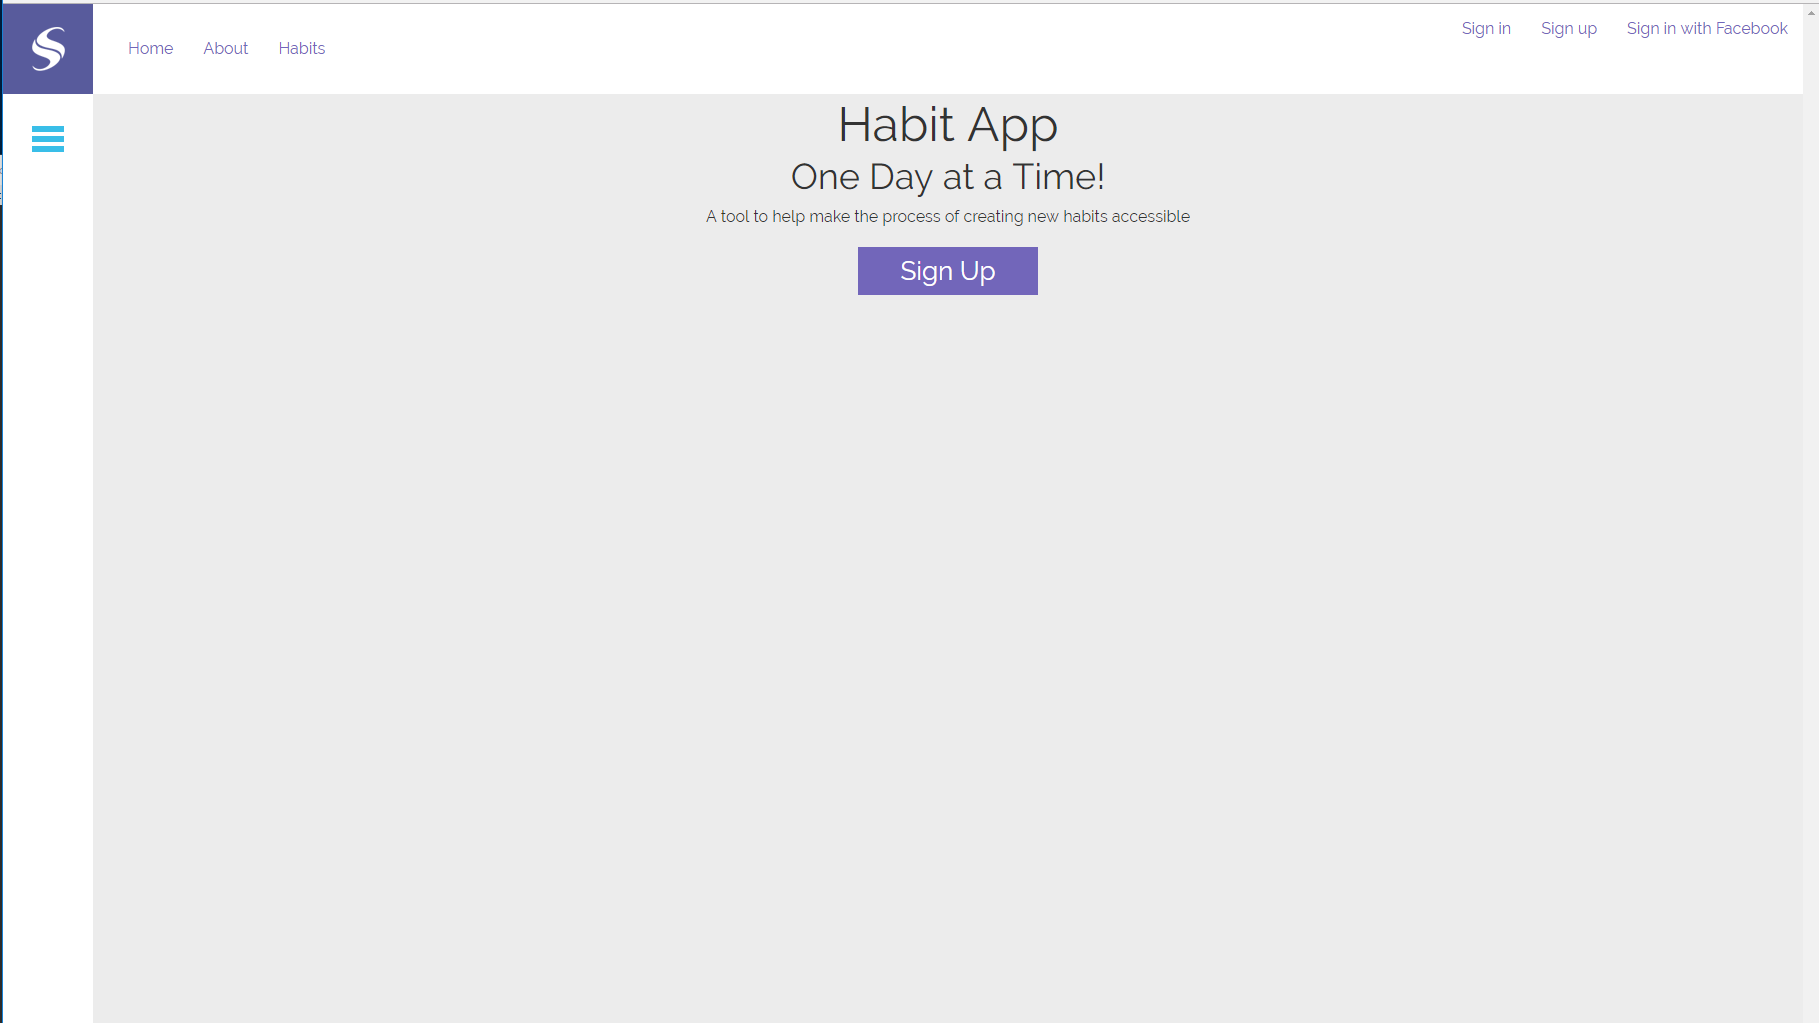 S
Home About Habits
Sign in Sign up Sign in with Facebook
Habit App
One Day at a Time!
A tool to help make the process of creating new habits accessible
Sign Up